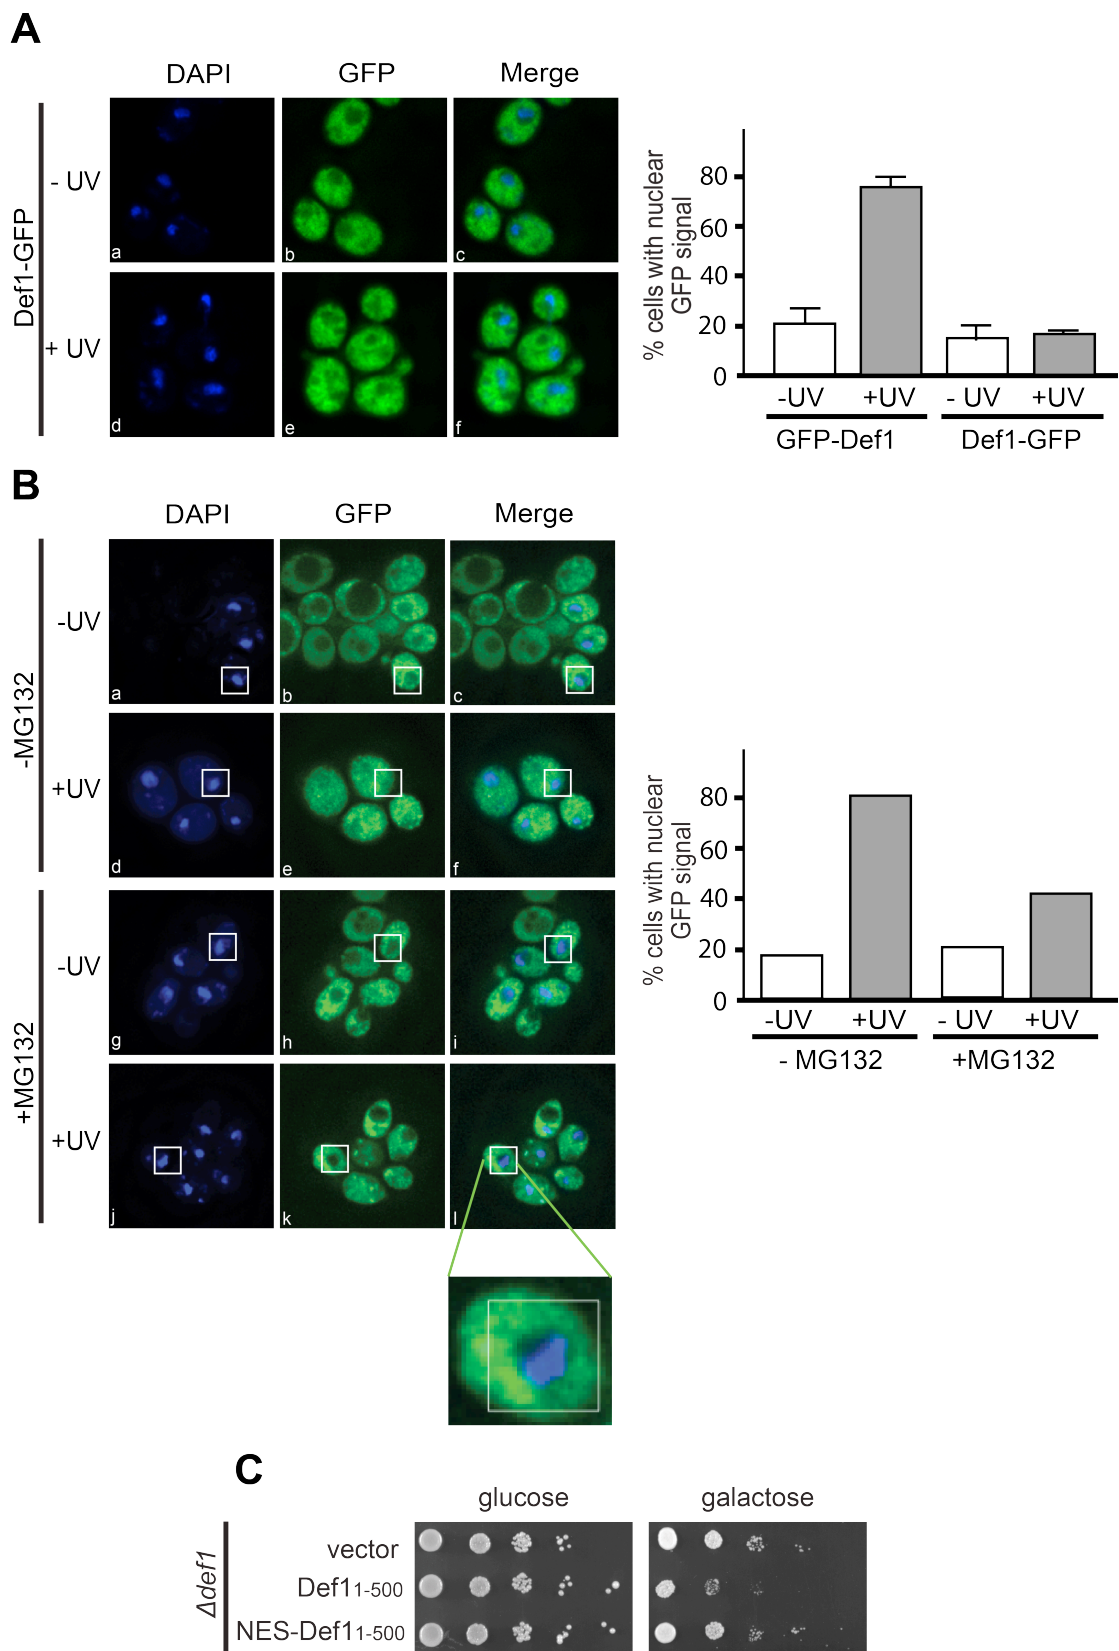 A
DAPI GFP Merge
Def1-GFP
- UV
a b c
+ UV
d e f
% cells with nuclear
GFP signal
80
60
40
20
0
-UV +UV - UV +UV
GFP-Def1 Def1-GFP
B
DAPI GFP Merge
-MG132
-UV
a b c
+UV
d e f
+MG132
-UV
g h i
+UV
j k l
% cells with nuclear
GFP signal
80
60
40
20
0
-UV +UV - UV +UV
- MG132 +MG132
C
glucose galactose
Δdef1
vector
Def11-500
NES-Def11-500